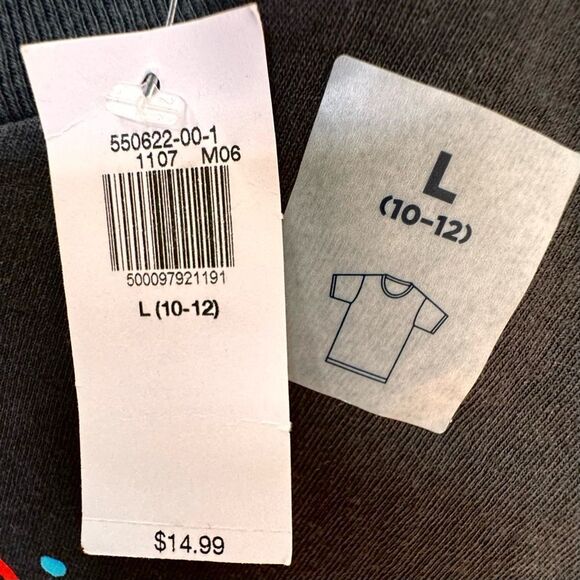 550622-00-1
1107 M06
500097921191
L (10-12)
$14.99
L
(10-12)